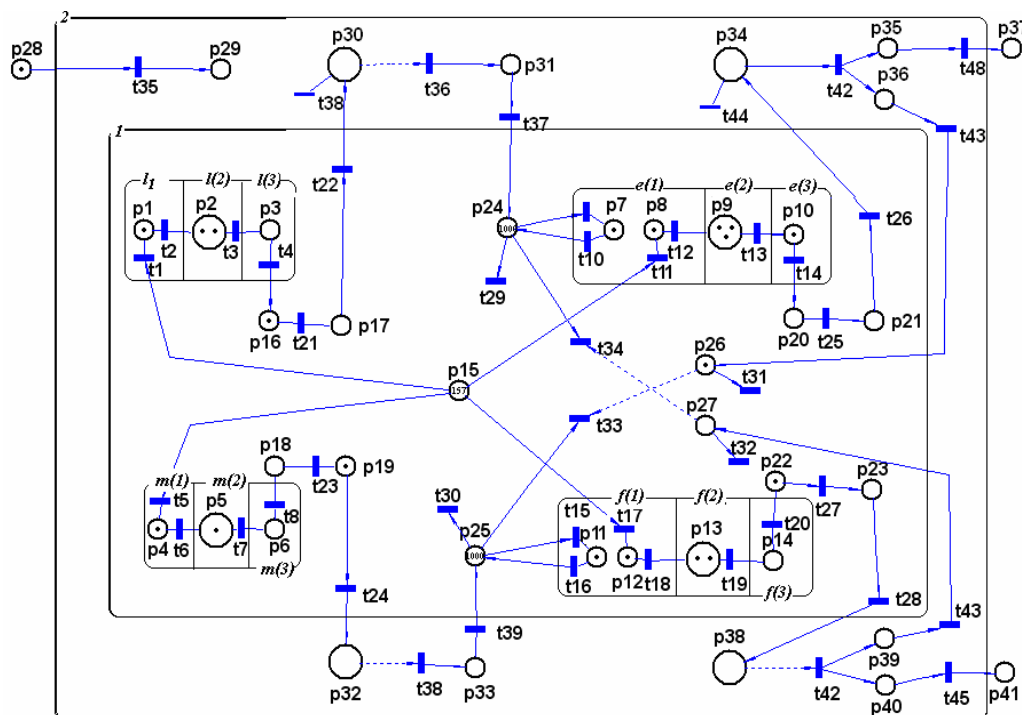 2
p28
p29
t35
p30
t38
t36
p31
t37
p34
t44
t42
p35
p36
t48
p37
t43
1
l1
l(2)
l(3)
p1
t2
p2
t3
p3
t4
t1
p16
t21
p17
t22
p24
1000
t29
t34
e(1)
e(2)
e(3)
p7
p8
p9
p10
t10
t12
t11
t13
t14
p20
t25
p21
t26
p15
157
p26
t31
t33
p27
t32
p18
t23
p19
m(1)
m(2)
t5
p5
p4
t6
t7
t8
p6
m(3)
t24
t30
p25
1000
f(1)
f(2)
t15
p11
t17
t16
p12
t18
p13
t19
p14
t20
f(3)
p22
t27
p23
t28
t43
t39
p32
t38
p33
p38
t42
p39
p40
t45
p41